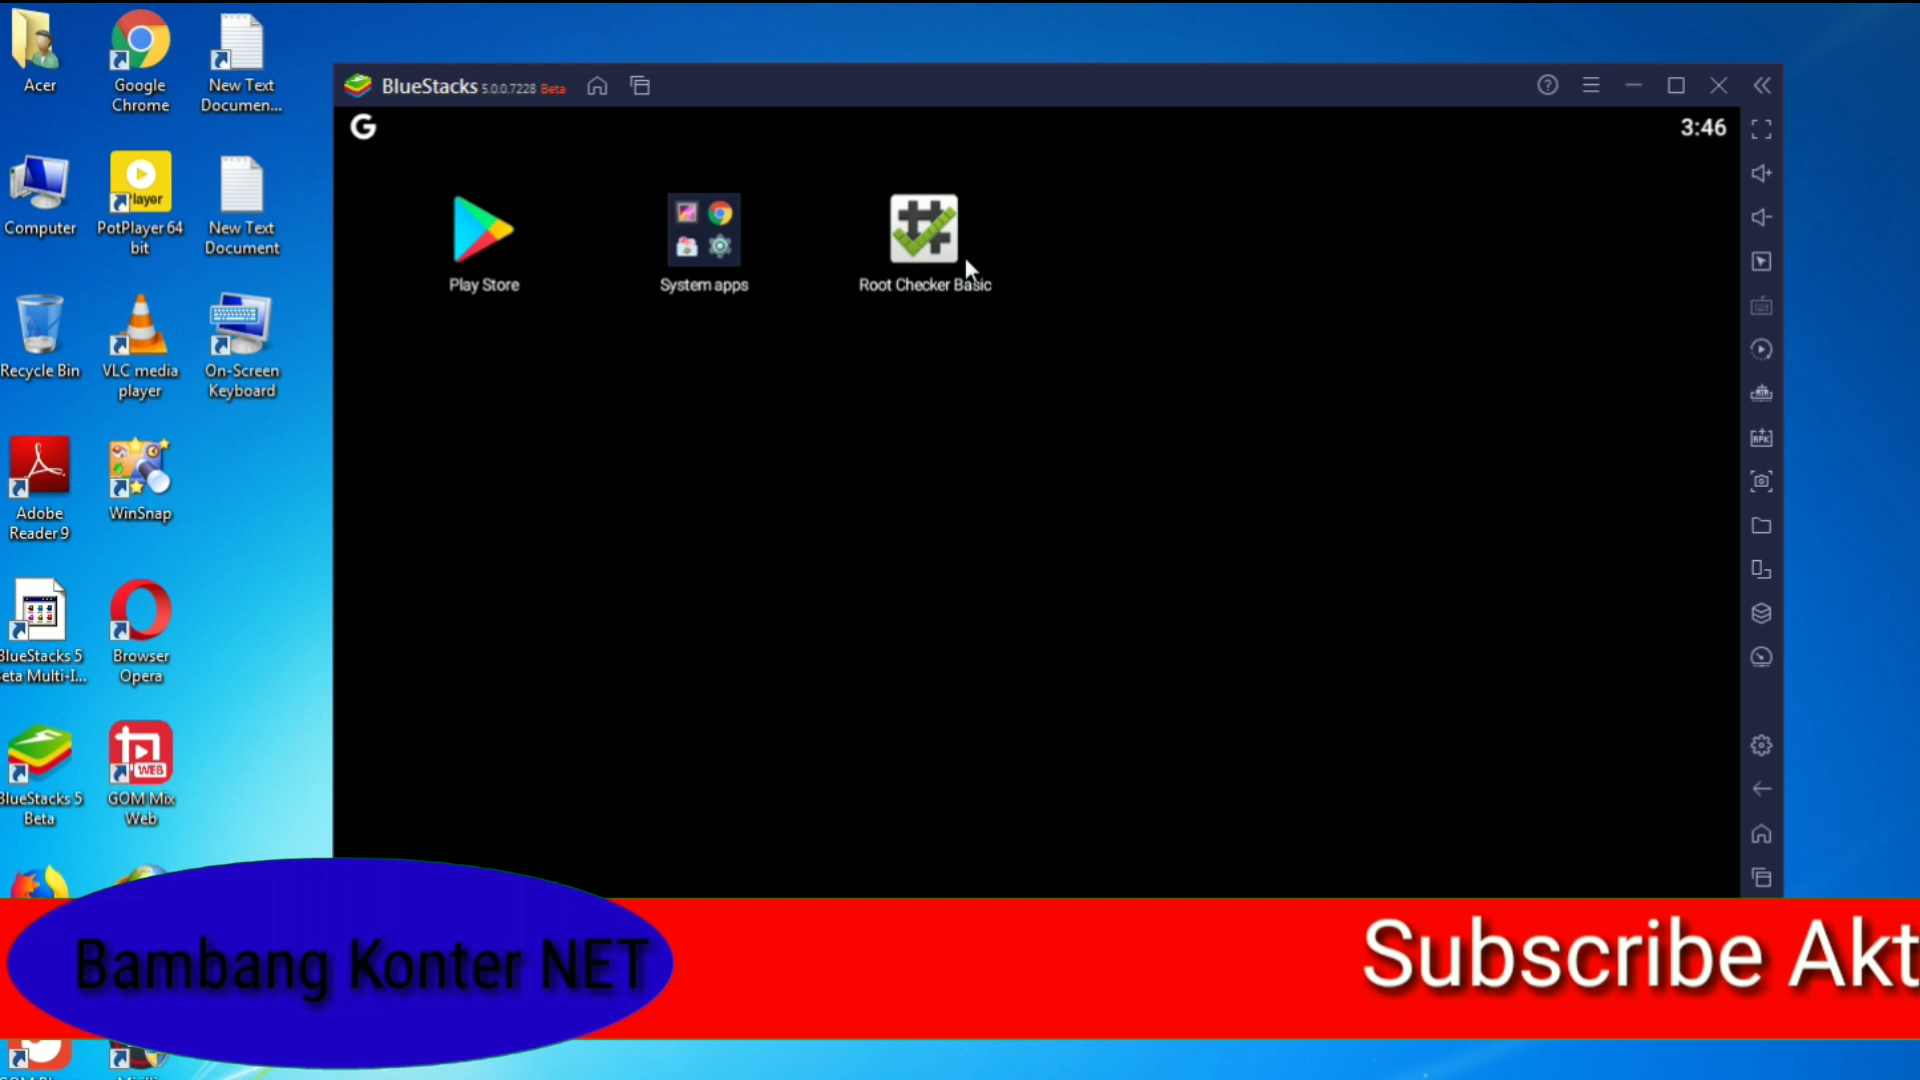 Acer
Google
Chrome
New Text
Documen...
BlueStacks 5.0.0.7228 Beta
G
3:46
Computer
Player
PotPlayer 64
bit
New Text
Document
Play Store
System apps
Root Checker Basic
Recycle Bin
VLC media
player
On-Screen
Keyboard
Adobe
Reader 9
WinSnap
APK
BlueStacks 5
Beta Multi-I...
Browser
Opera
WEB
BlueStacks 5
Beta
GOM Mix
Web
Bambang Konter NET
Subscribe Akt